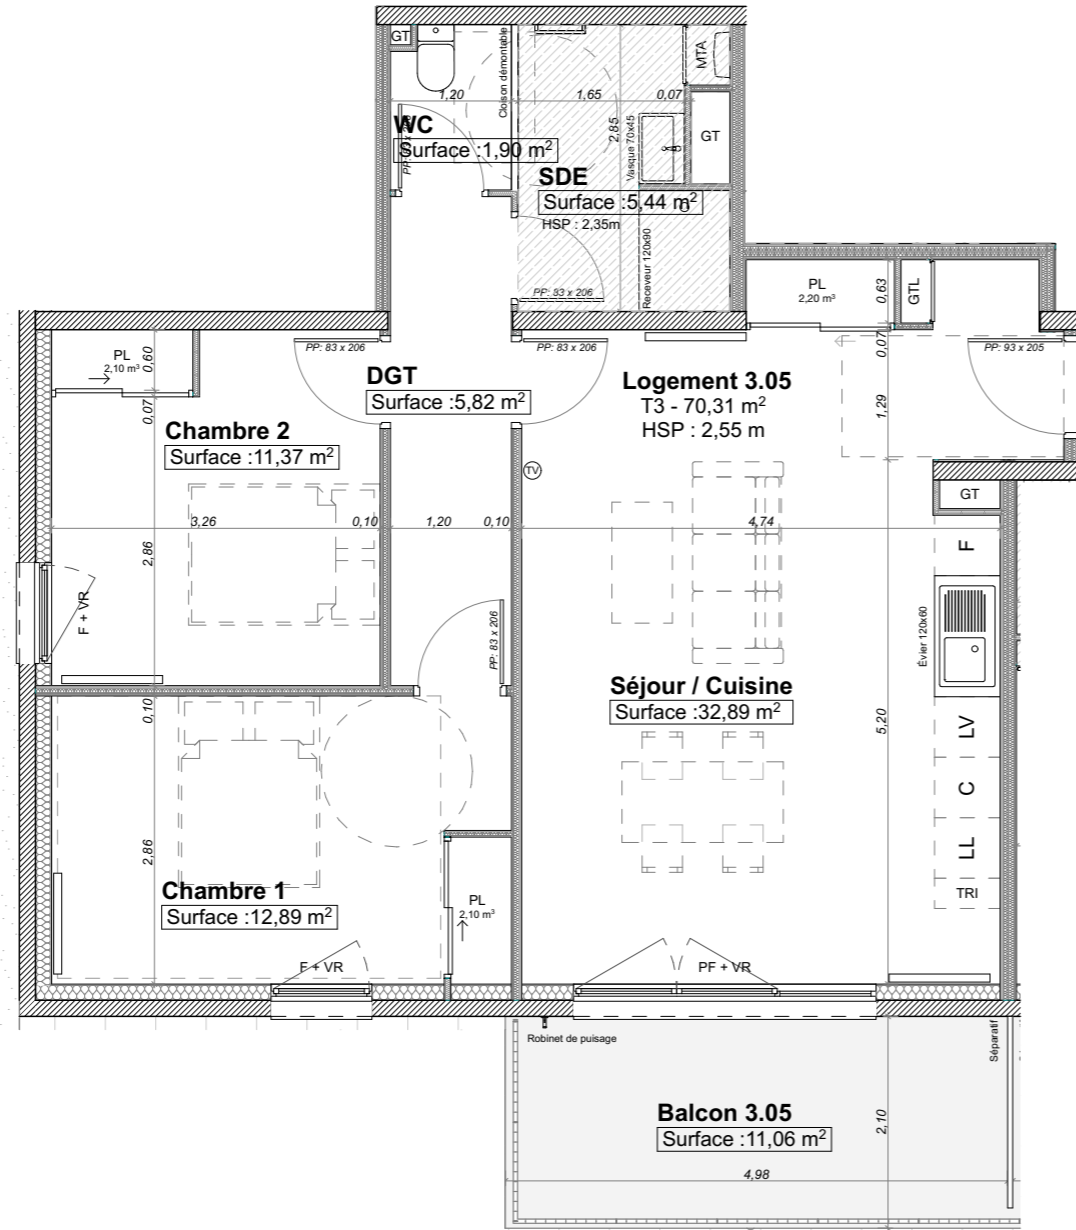 GT
Cloison démontable
MTA
1,20
1,65
0,07
WC
Surface :1,90 m²
2,85
Vasque 70x45
GT
SDE
Surface :5,44 m²
HSP : 2,35m
Receveur 120x90
PP: 93 x 206
PL
2,20 m³
0,63
GTL
PL
2,10 m³
0,60
PP: 83 x 206
PP: 83 x 206
0,07
PP: 93 x 205
DGT
Surface :5,82 m²
Logement 3.05
T3 - 70,31 m²
HSP : 2,55 m
0,07
1,29
Chambre 2
Surface :11,37 m²
TV
GT
3,26
0,10
1,20
0,10
4,74
2,86
F
F + VR
Évier 120x60
PP: 83 x 206
Séjour / Cuisine
Surface :32,89 m²
0,10
5,20
LV
C
LL
TRI
2,86
Chambre 1
Surface :12,89 m²
PL
2,10 m³
F + VR
PF + VR
Robinet de puisage
Séparatif
Balcon 3.05
Surface :11,06 m²
2,10
4,98